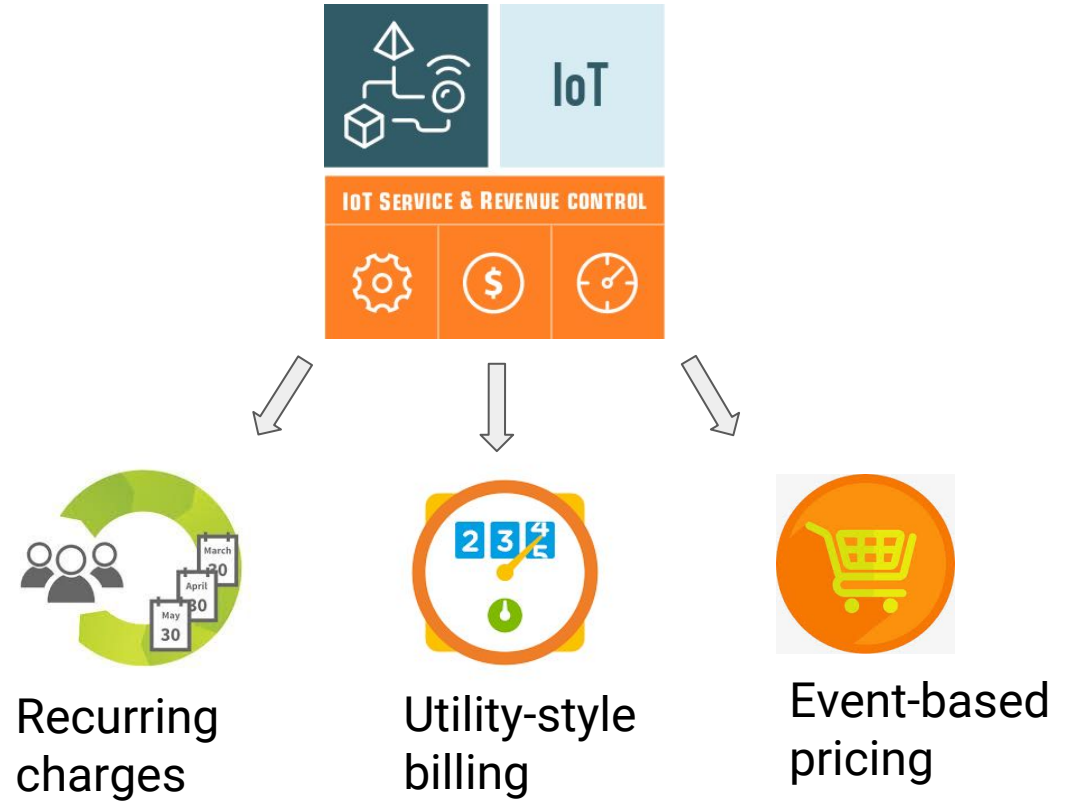 IoT
IoT Service & Revenue control
March
30
April
30
May
30
2 3 4
5
Recurring
charges
Utility-style
billing
Event-based
pricing